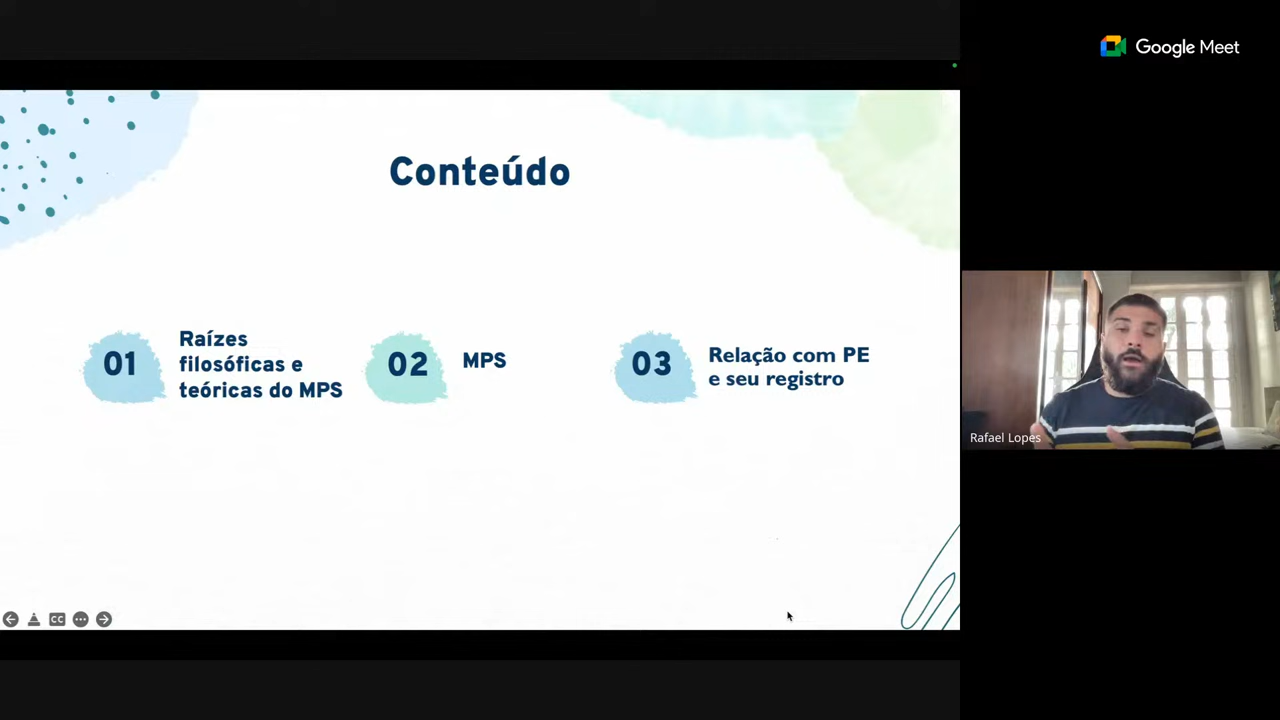 Google Meet
Conteúdo
01
Raízes
filosóficas e
teóricas do MPS
02
MPS
03
Relação com PE
e seu registro
Rafael Lopes
CC